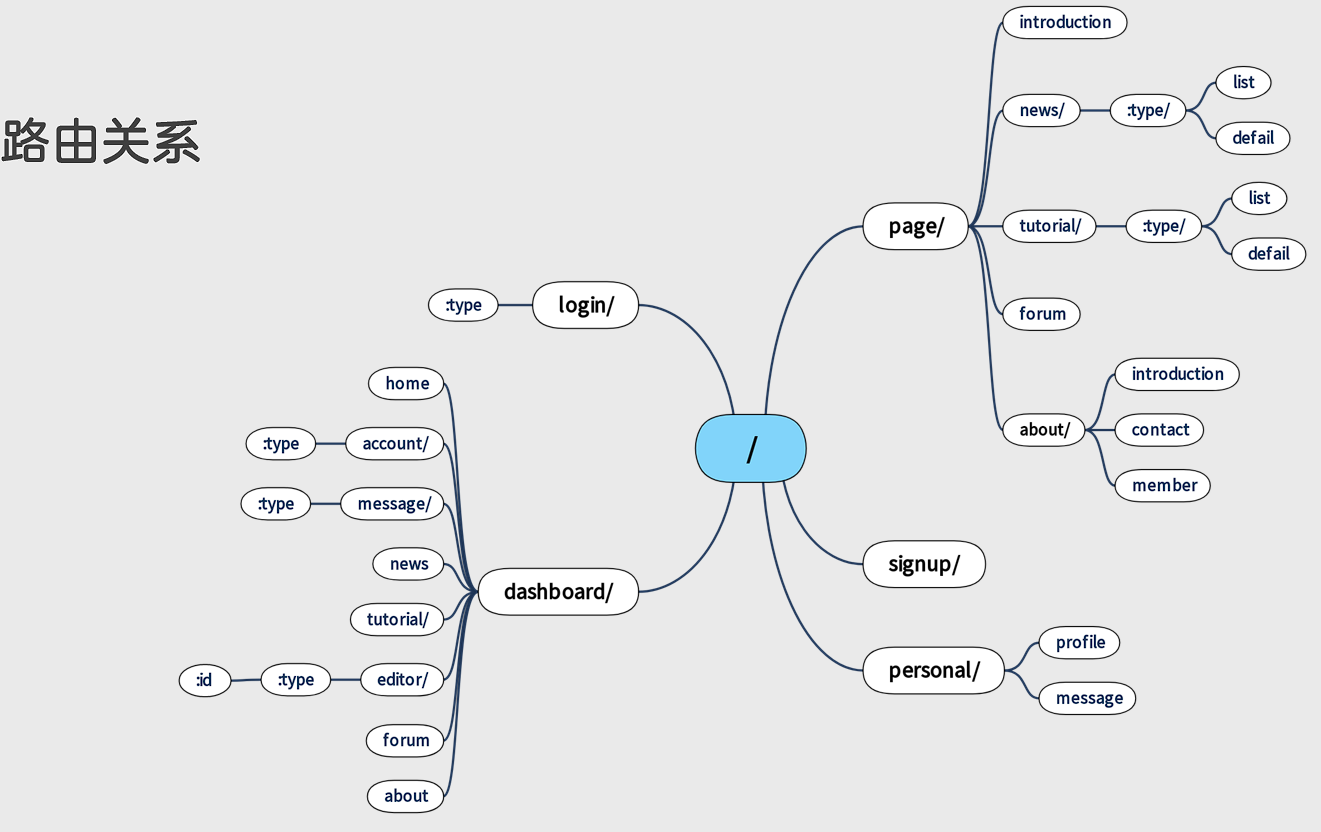 路由关系
/
page/
introduction
news/
:type/
list
defail
tutorial/
:type/
list
defail
forum
about/
introduction
contact
member
signup/
personal/
profile
message
login/
:type
dashboard/
home
account/
:type
message/
:type
news
tutorial/
editor/
:type
:id
forum
about